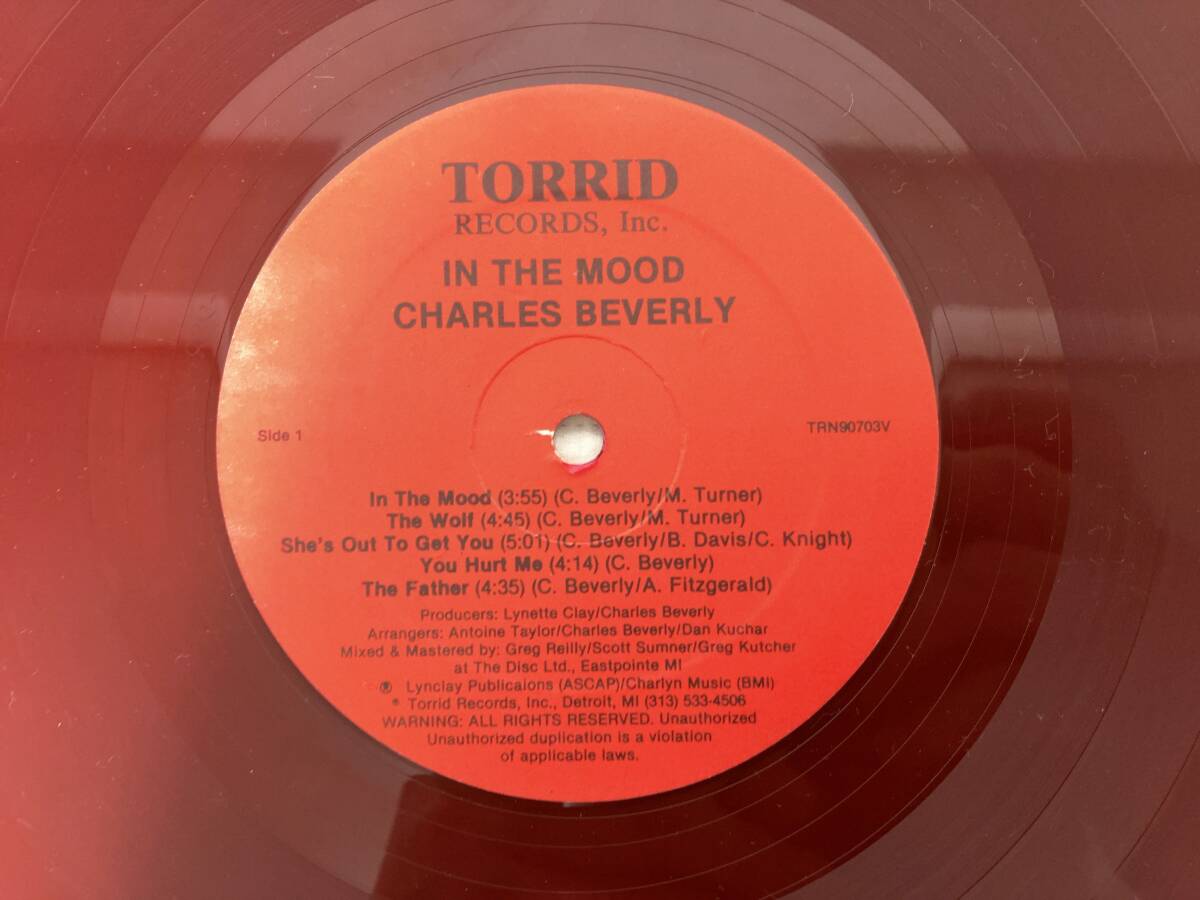 TORRID
RECORDS, Inc.
IN THE MOOD
CHARLES BEVERLY
Side 1
TRN90703V
In The Mood (3:55) (C. Beverly/M. Turner)
The Wolf (4:45) (C. Beverly/M. Turner)
She's Out To Get You (5:01) (C. Beverly/B. Davis/C. Knight)
You Hurt Me (4:14) (C. Beverly)
The Father (4:35) (C. Beverly/A. Fitzgerald)
Producers: Lynette Clay/Charles Beverly
Arrangers: Antoine Taylor/Charles Beverly/Dan Kuchar
Mixed & Mastered by: Greg Reilly/Scott Sumner/Greg Kutcher
at The Disc Ltd., Eastpointe MI
℗ Lynclay Publicaions (ASCAP)/Charlyn Music (BMI)
Torrid Records, Inc., Detroit, MI (313) 533-4506
WARNING: ALL RIGHTS RESERVED. Unauthorized
Unauthorized duplication is a violation
of applicable laws.